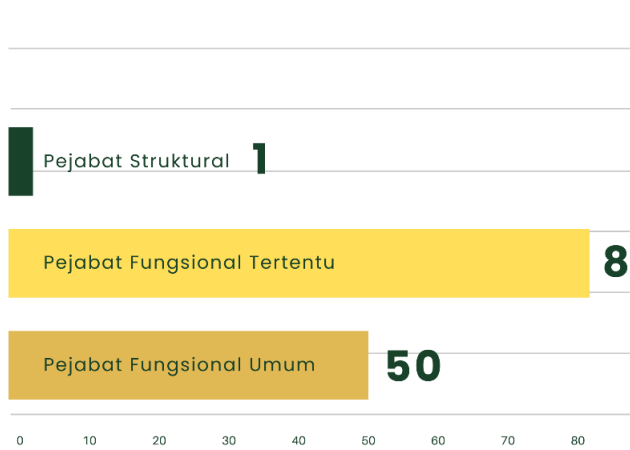 Pejabat Struktural 1
Pejabat Fungsional Tertentu 8
Pejabat Fungsional Umum 50
0 10 20 30 40 50 60 70 80